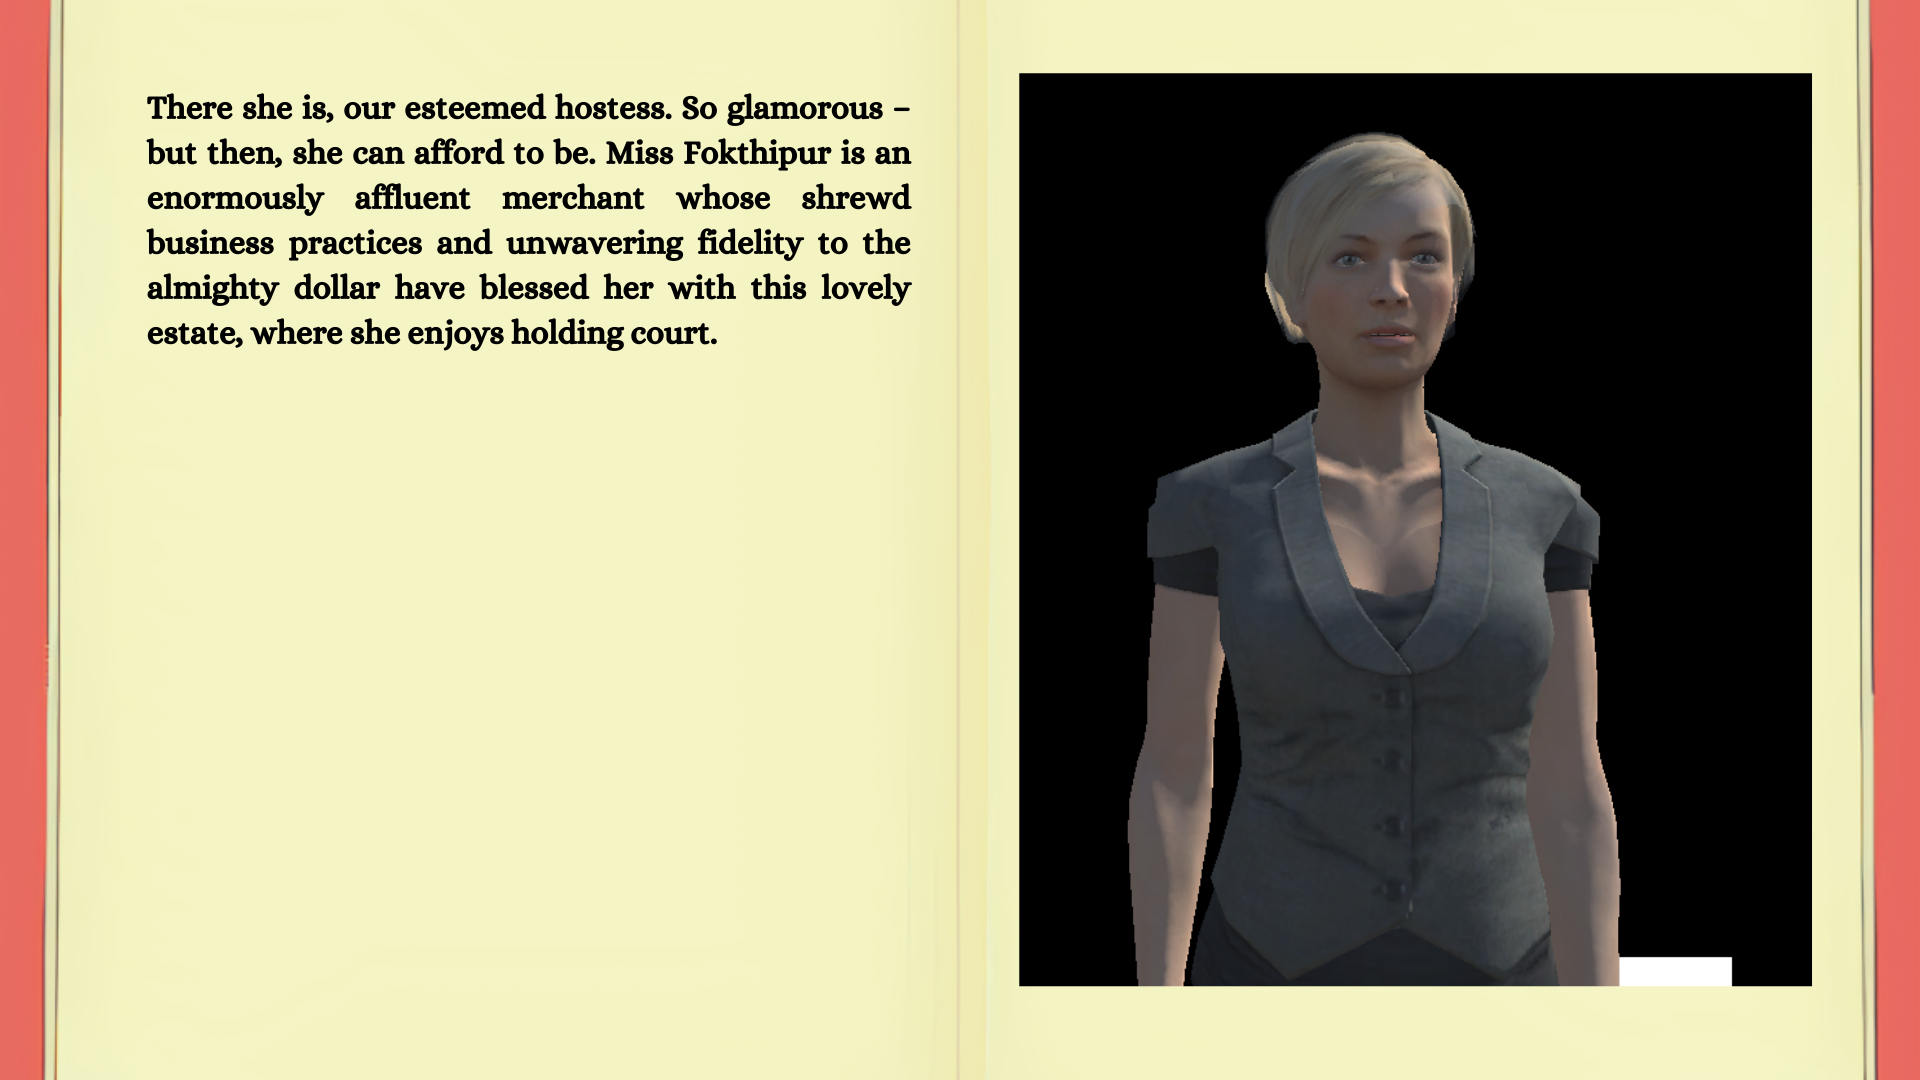 There she is, our esteemed hostess. So glamorous –
but then, she can afford to be. Miss Fokthipur is an
enormously affluent merchant whose shrewd
business practices and unwavering fidelity to the
almighty dollar have blessed her with this lovely
estate, where she enjoys holding court.